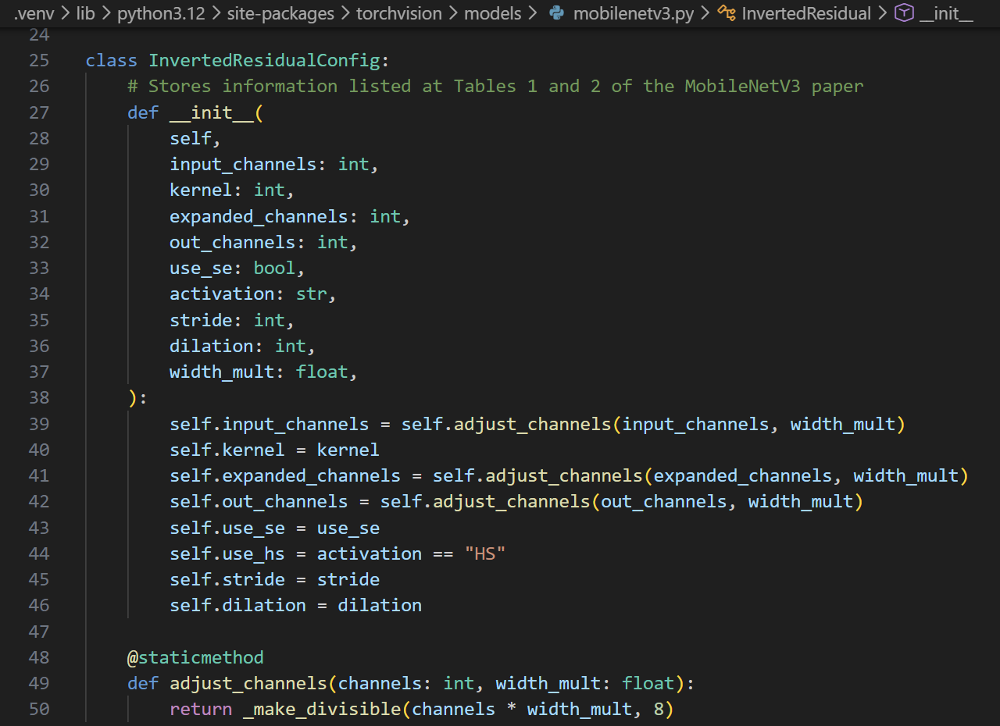 .venv > lib > python3.12 > site-packages > torchvision > models > mobilenetv3.py > InvertedResidual > __init__
24
25 class InvertedResidualConfig:
26     # Stores information listed at Tables 1 and 2 of the MobileNetV3 paper
27     def __init__(
28         self,
29         input_channels: int,
30         kernel: int,
31         expanded_channels: int,
32         out_channels: int,
33         use_se: bool,
34         activation: str,
35         stride: int,
36         dilation: int,
37         width_mult: float,
38     ):
39         self.input_channels = self.adjust_channels(input_channels, width_mult)
40         self.kernel = kernel
41         self.expanded_channels = self.adjust_channels(expanded_channels, width_mult)
42         self.out_channels = self.adjust_channels(out_channels, width_mult)
43         self.use_se = use_se
44         self.use_hs = activation == "HS"
45         self.stride = stride
46         self.dilation = dilation
47
48     @staticmethod
49     def adjust_channels(channels: int, width_mult: float):
50         return _make_divisible(channels * width_mult, 8)